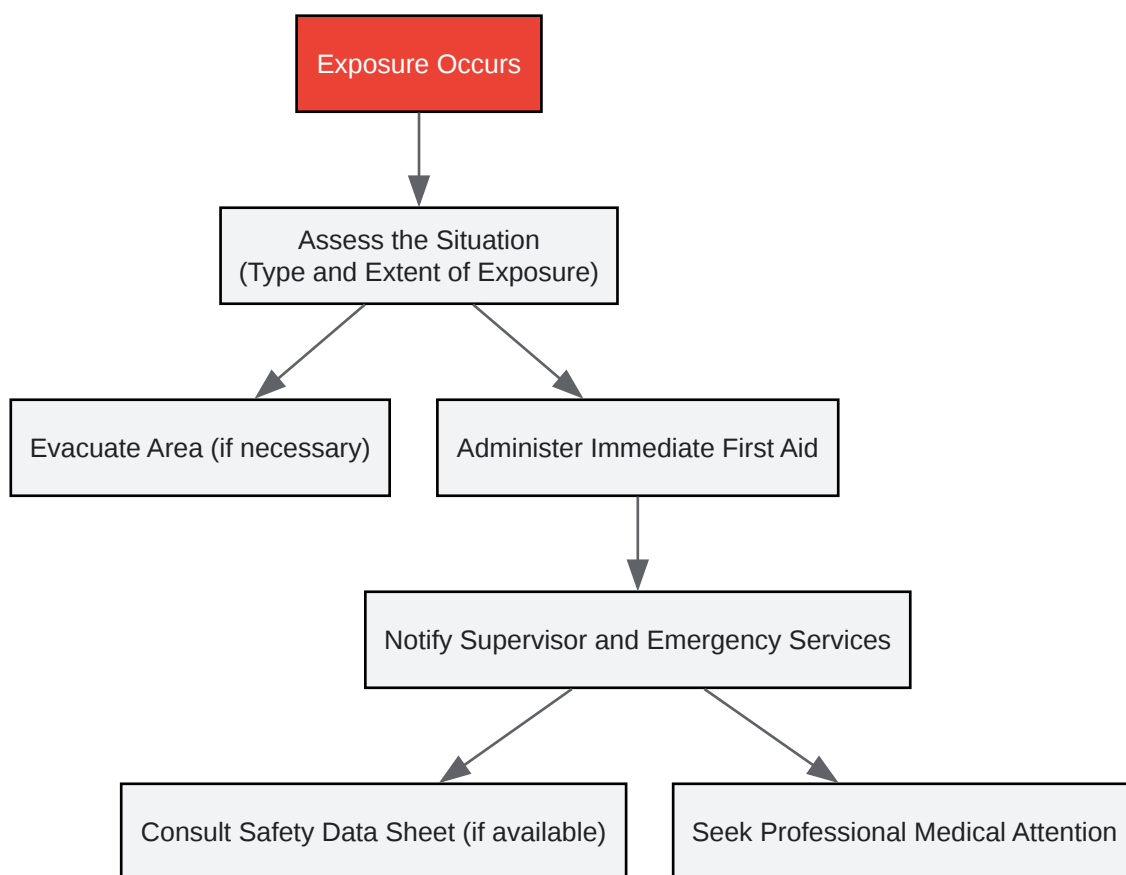 Exposure Occurs
Assess the Situation
(Type and Extent of Exposure)
Evacuate Area (if necessary)
Administer Immediate First Aid
Notify Supervisor and Emergency Services
Consult Safety Data Sheet (if available)
Seek Professional Medical Attention